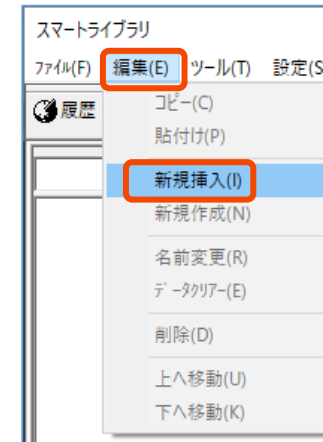 スマートライブラリ
ﾌｧｲﾙ(F) 編集(E) ツール(T) 設定(S
履歴
コピー(C)
貼付け(P)
新規挿入(I)
新規作成(N)
名前変更(R)
ﾃﾞｰﾀｸﾘｱｰ(E)
削除(D)
上へ移動(U)
下へ移動(K)